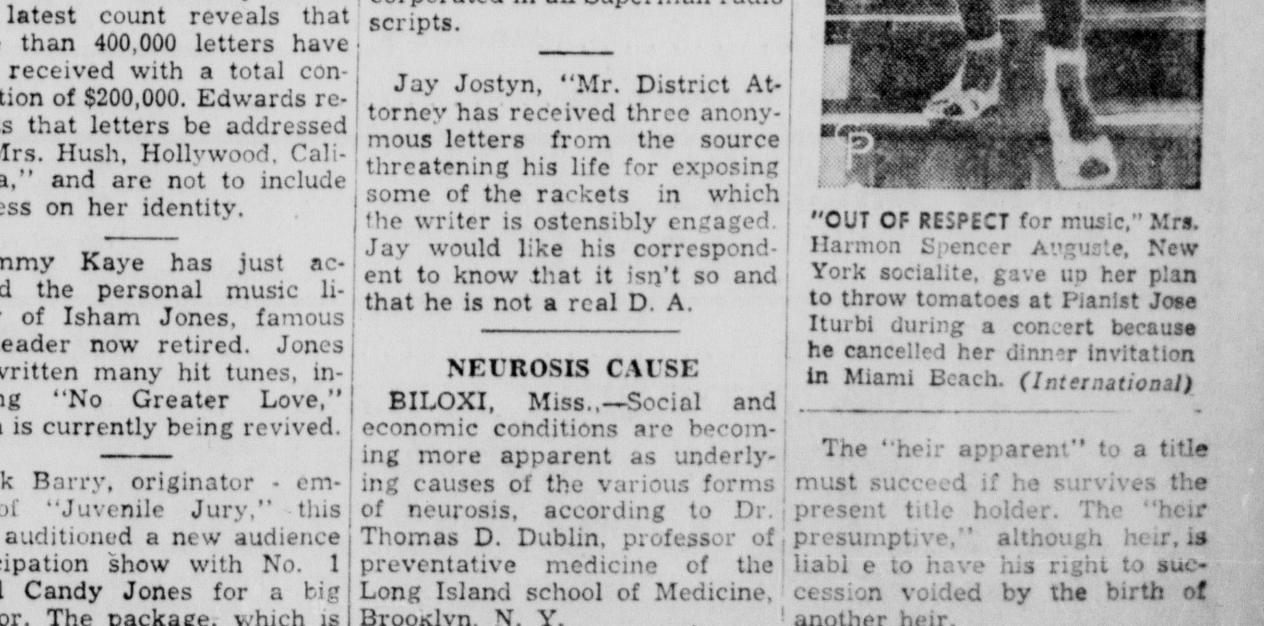 latest count reveals that
than 400,000 letters have
received with a total con-
tion of $200,000. Edwards re-
s that letters be addressed
Mrs. Hush, Hollywood, Cali-
a," and are not to include
ess on her identity.
mmy Kaye has just ac-
d the personal music li-
of Isham Jones, famous
eader now retired. Jones
written many hit tunes, in-
ng "No Greater Love,"
is currently being revived.
k Barry, originator - em-
of "Juvenile Jury," this
auditioned a new audience
cipation show with No. 1
Candy Jones for a big
or. The package, which is
scripts.
Jay Jostyn, "Mr. District At-
torney has received three anony-
mous letters from the source
threatening his life for exposing
some of the rackets in which
the writer is ostensibly engaged.
Jay would like his correspond-
ent to know that it isn't so and
that he is not a real D. A.
NEUROSIS CAUSE
BILOXI, Miss.,—Social and
economic conditions are becom-
ing more apparent as underly-
ing causes of the various forms
of neurosis, according to Dr.
Thomas D. Dublin, professor of
preventative medicine of the
Long Island school of Medicine,
Brooklyn, N. Y.
"OUT OF RESPECT for music," Mrs.
Harmon Spencer Auguste, New
York socialite, gave up her plan
to throw tomatoes at Pianist Jose
Iturbi during a concert because
he cancelled her dinner invitation
in Miami Beach. (International)
The "heir apparent" to a title
must succeed if he survives the
present title holder. The "heir
presumptive," although heir, is
liabl e to have his right to suc-
cession voided by the birth of
another heir.